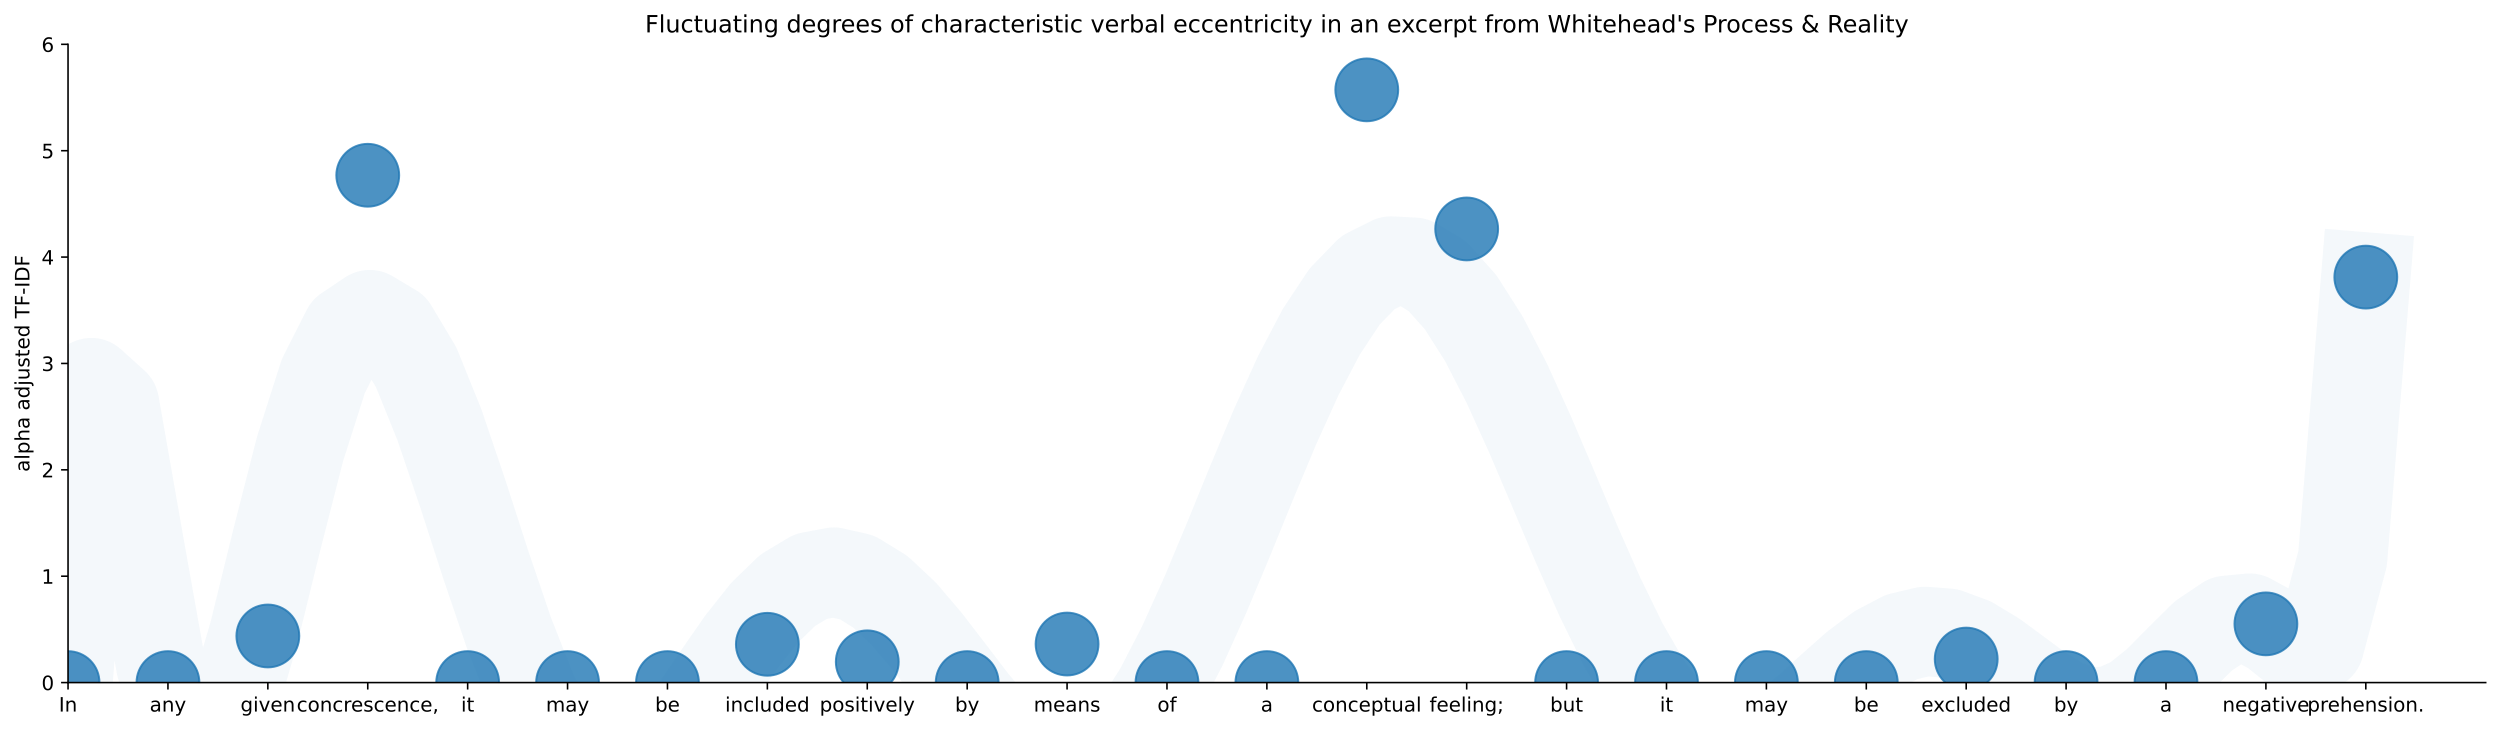 Fluctuating degrees of characteristic verbal eccentricity in an excerpt from Whitehead's Process & Reality
alpha adjusted TF-IDF
6
5
4
3
2
1
0
In any given concrescence, it may be included positively by means of a conceptual feeling; but it may be excluded by a negative prehension.